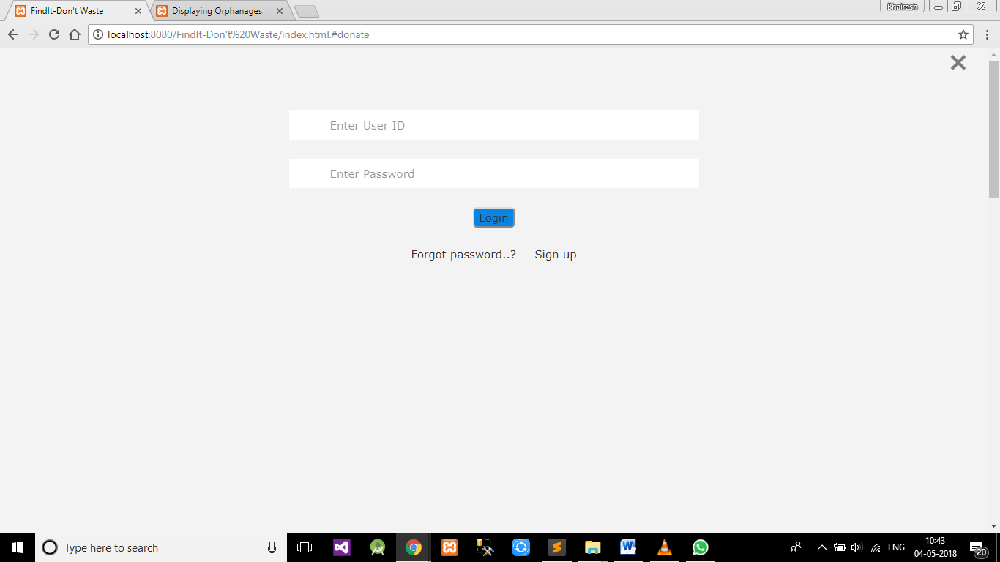 FindIt-Don't Waste
Displaying Orphanages
Bhairesh
localhost:8080/FindIt-Don't%20Waste/index.html.#donate
Enter User ID
Enter Password
Login
Forgot password..? Sign up
Type here to search
ENG
10:43
04-05-2018
20